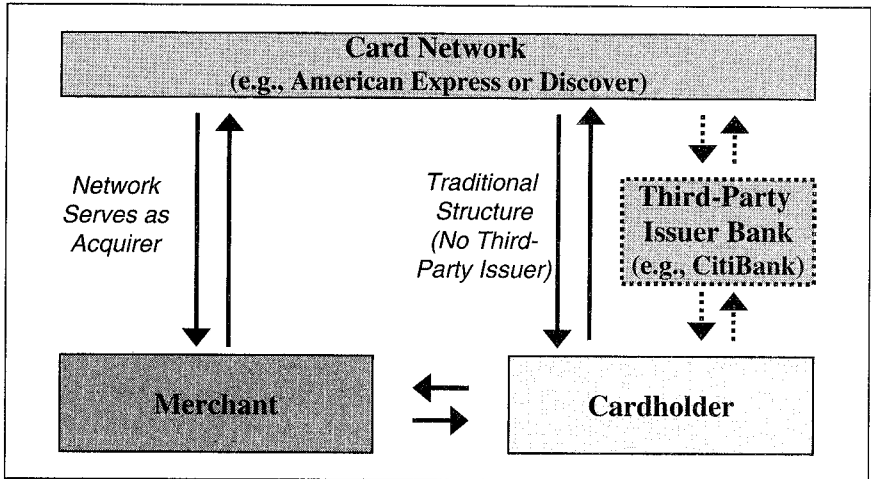 Card Network
(e.g., American Express or Discover)
Network
Serves as
Acquirer
Traditional
Structure
(No Third-
Party Issuer)
Third-Party
Issuer Bank
(e.g., CitiBank)
Merchant
Cardholder